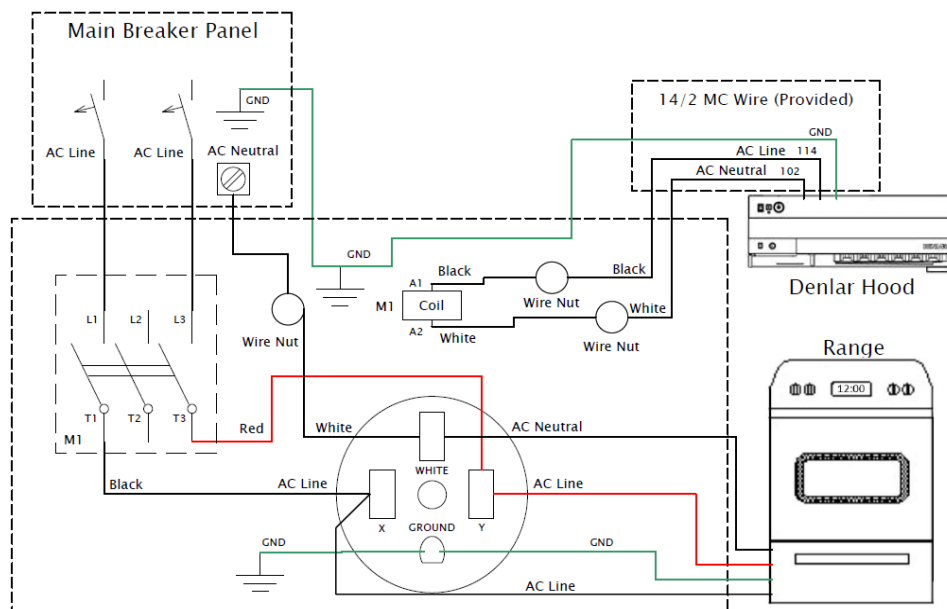 Main Breaker Panel
GND
AC Line
AC Line
AC Neutral
14/2 MC Wire (Provided)
GND
AC Line 114
AC Neutral 102
GND
Denlar Hood
Black
Black
A1
M1
Coil
A2
White
Wire Nut
White
Wire Nut
Wire Nut
L1
L2
L3
T1
T2
T3
M1
Red
Range
12:00
White
AC Neutral
WHITE
Black
AC Line
AC Line
X
GROUND
Y
GND
GND
AC Line